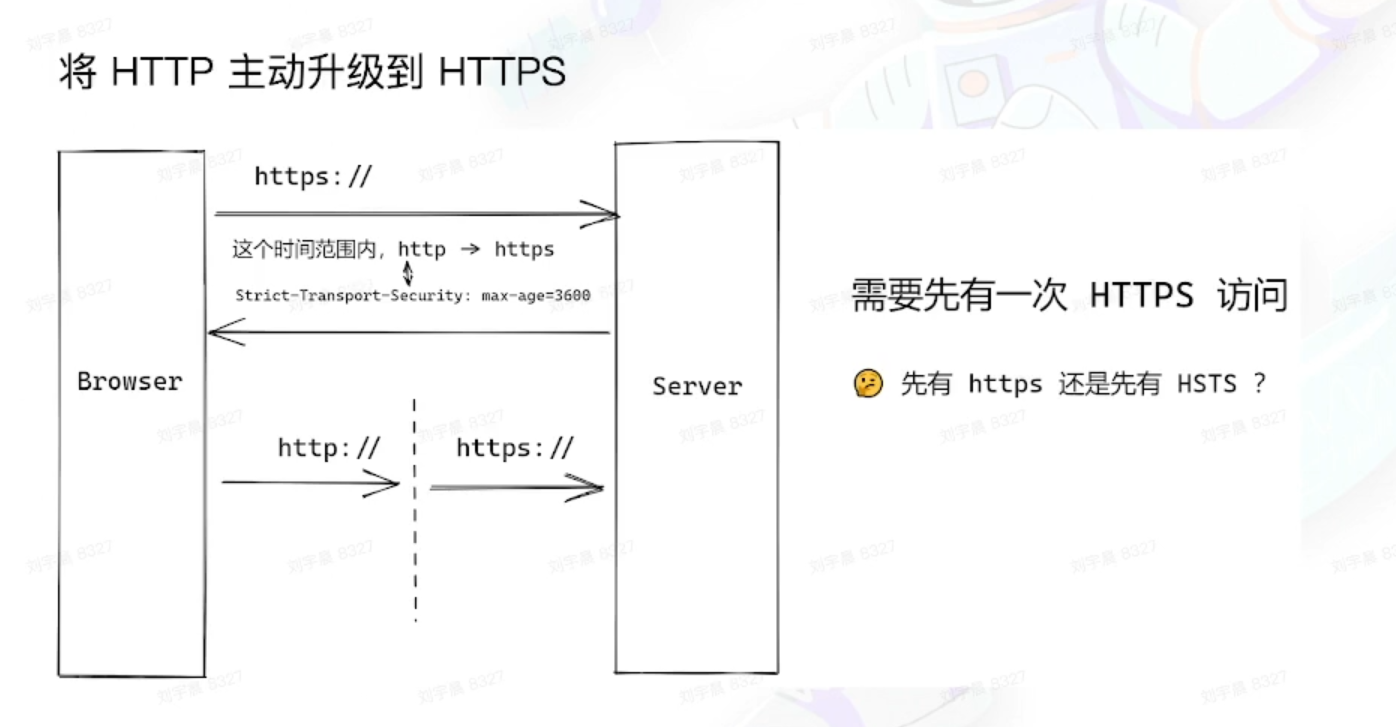 将 HTTP 主动升级到 HTTPS
https://
这个时间范围内，http → https
Strict-Transport-Security: max-age=3600
Browser
Server
http://
https://
需要先有一次 HTTPS 访问
🤔 先有 https 还是先有 HSTS ？
刘宇晨 8327